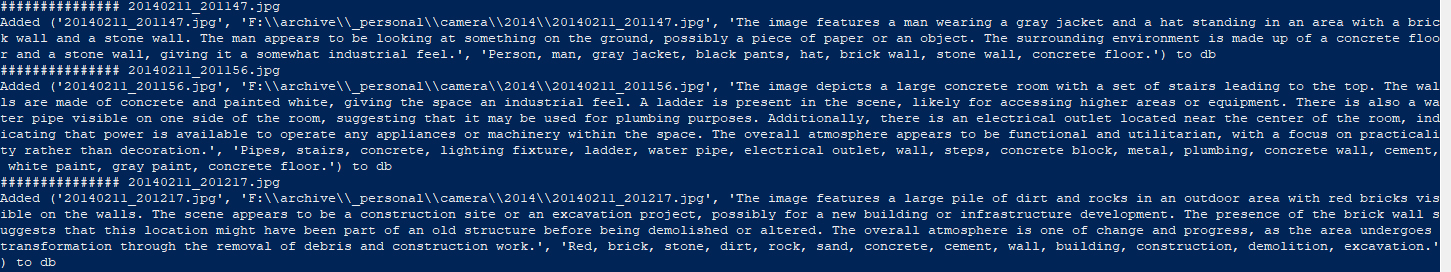 ############### 20140211_201147.jpg
Added ('20140211_201147.jpg', 'F:\\archive\\_personal\\camera\\2014\\20140211_201147.jpg', 'The image features a man wearing a gray jacket and a hat standing in an area with a bric
k wall and a stone wall. The man appears to be looking at something on the ground, possibly a piece of paper or an object. The surrounding environment is made up of a concrete floo
r and a stone wall, giving it a somewhat industrial feel.', 'Person, man, gray jacket, black pants, hat, brick wall, stone wall, concrete floor.') to db
############### 20140211_201156.jpg
Added ('20140211_201156.jpg', 'F:\\archive\\_personal\\camera\\2014\\20140211_201156.jpg', 'The image depicts a large concrete room with a set of stairs leading to the top. The wal
ls are made of concrete and painted white, giving the space an industrial feel. A ladder is present in the scene, likely for accessing higher areas or equipment. There is also a wa
ter pipe visible on one side of the room, suggesting that it may be used for plumbing purposes. Additionally, there is an electrical outlet located near the center of the room, ind
icating that power is available to operate any appliances or machinery within the space. The overall atmosphere appears to be functional and utilitarian, with a focus on practicali
ty rather than decoration.', 'Pipes, stairs, concrete, lighting fixture, ladder, water pipe, electrical outlet, wall, steps, concrete block, metal, plumbing, concrete wall, cement,
 white paint, gray paint, concrete floor.') to db
############### 20140211_201217.jpg
Added ('20140211_201217.jpg', 'F:\\archive\\_personal\\camera\\2014\\20140211_201217.jpg', 'The image features a large pile of dirt and rocks in an outdoor area with red bricks vis
ible on the walls. The scene appears to be a construction site or an excavation project, possibly for a new building or infrastructure development. The presence of the brick wall s
uggests that this location might have been part of an old structure before being demolished or altered. The overall atmosphere is one of change and progress, as the area undergoes 
transformation through the removal of debris and construction work.', 'Red, brick, stone, dirt, rock, sand, concrete, cement, wall, building, construction, demolition, excavation.'
) to db